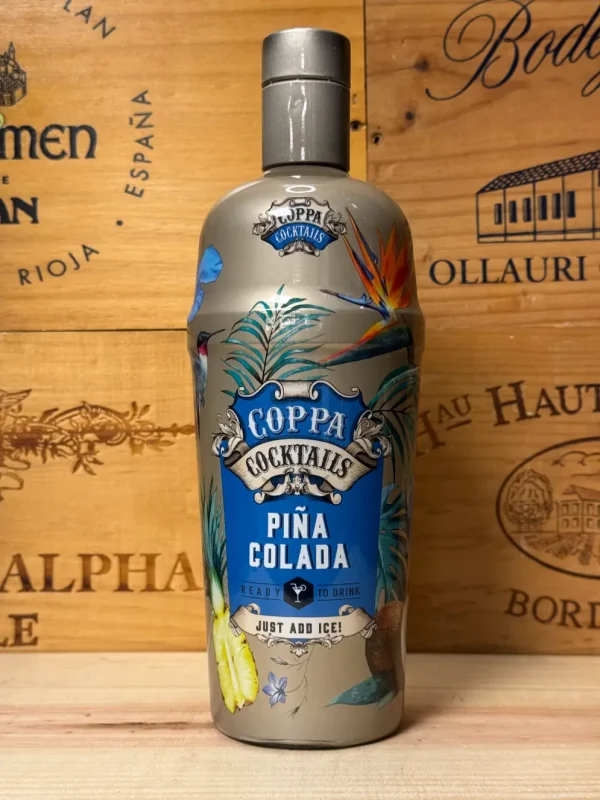 LAN
RIOJA · ESPAÑA
men
E
AN
Bode
OLLAURI
HAU HAUT
ALPHA
LE
BORD
COPPA
COCKTAILS
COPPA
COCKTAILS
PIÑA
COLADA
READY TO DRINK
JUST ADD ICE!